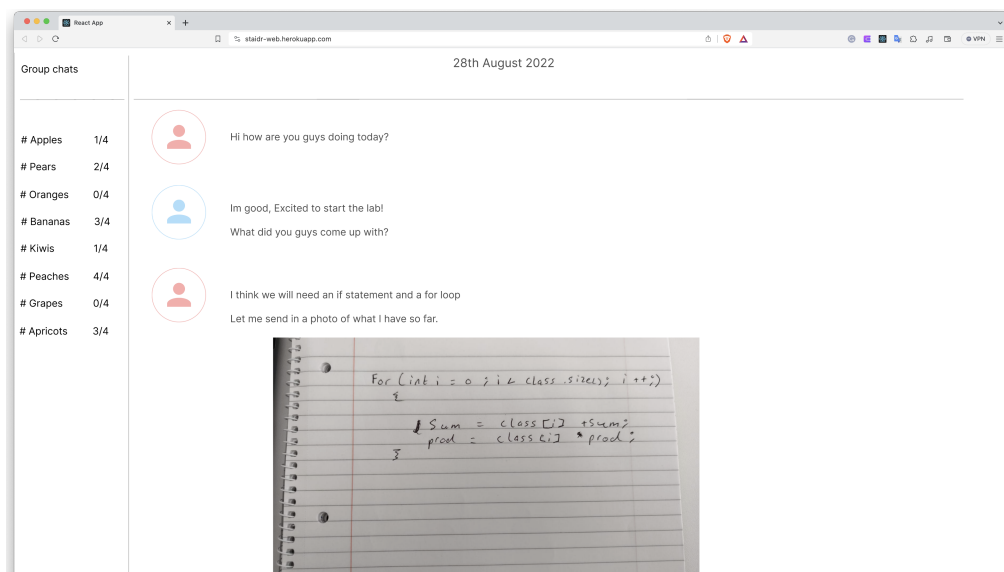 React App
staidr-web.herokuapp.com
VPN
Group chats
28th August 2022
# Apples 1/4
# Pears 2/4
# Oranges 0/4
# Bananas 3/4
# Kiwis 1/4
# Peaches 4/4
# Grapes 0/4
# Apricots 3/4
Hi how are you guys doing today?
Im good, Excited to start the lab!
What did you guys come up with?
I think we will need an if statement and a for loop
Let me send in a photo of what I have so far.
For (int i = 0 ; i < class.size(); i ++;)
{
Sum = class[i] +Sum;
prod = class[i] * prod;
}